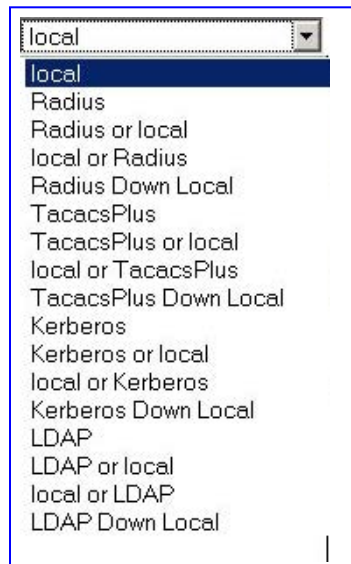 local
local
Radius
Radius or local
local or Radius
Radius Down Local
TacacsPlus
TacacsPlus or local
local or TacacsPlus
TacacsPlus Down Local
Kerberos
Kerberos or local
local or Kerberos
Kerberos Down Local
LDAP
LDAP or local
local or LDAP
LDAP Down Local